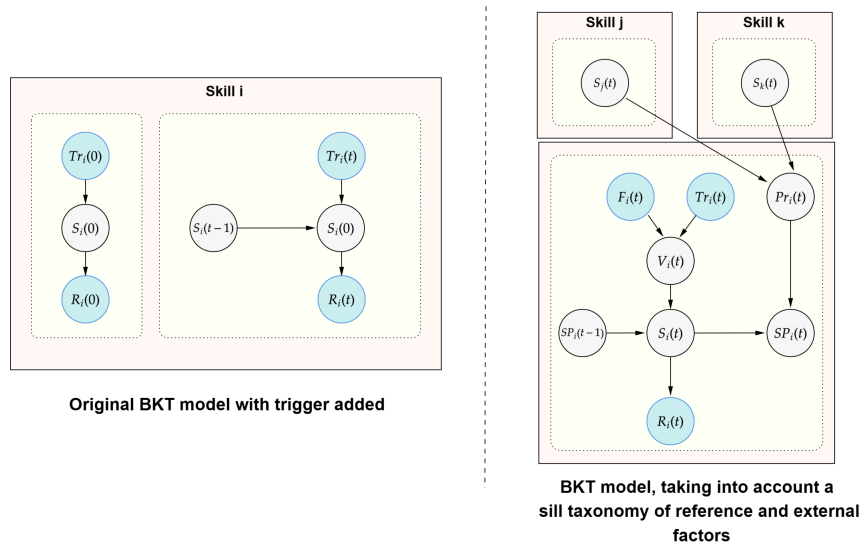 Skill i
Tr_i(0)
S_i(0)
R_i(0)
Tr_i(t)
S_i(t−1)
S_i(0)
R_i(t)
Original BKT model with trigger added
Skill j
S_j(t)
Skill k
S_k(t)
F_i(t)
Tr_i(t)
Pr_i(t)
V_i(t)
SP_i(t−1)
S_i(t)
SP_i(t)
R_i(t)
BKT model, taking into account a
sill taxonomy of reference and external
factors